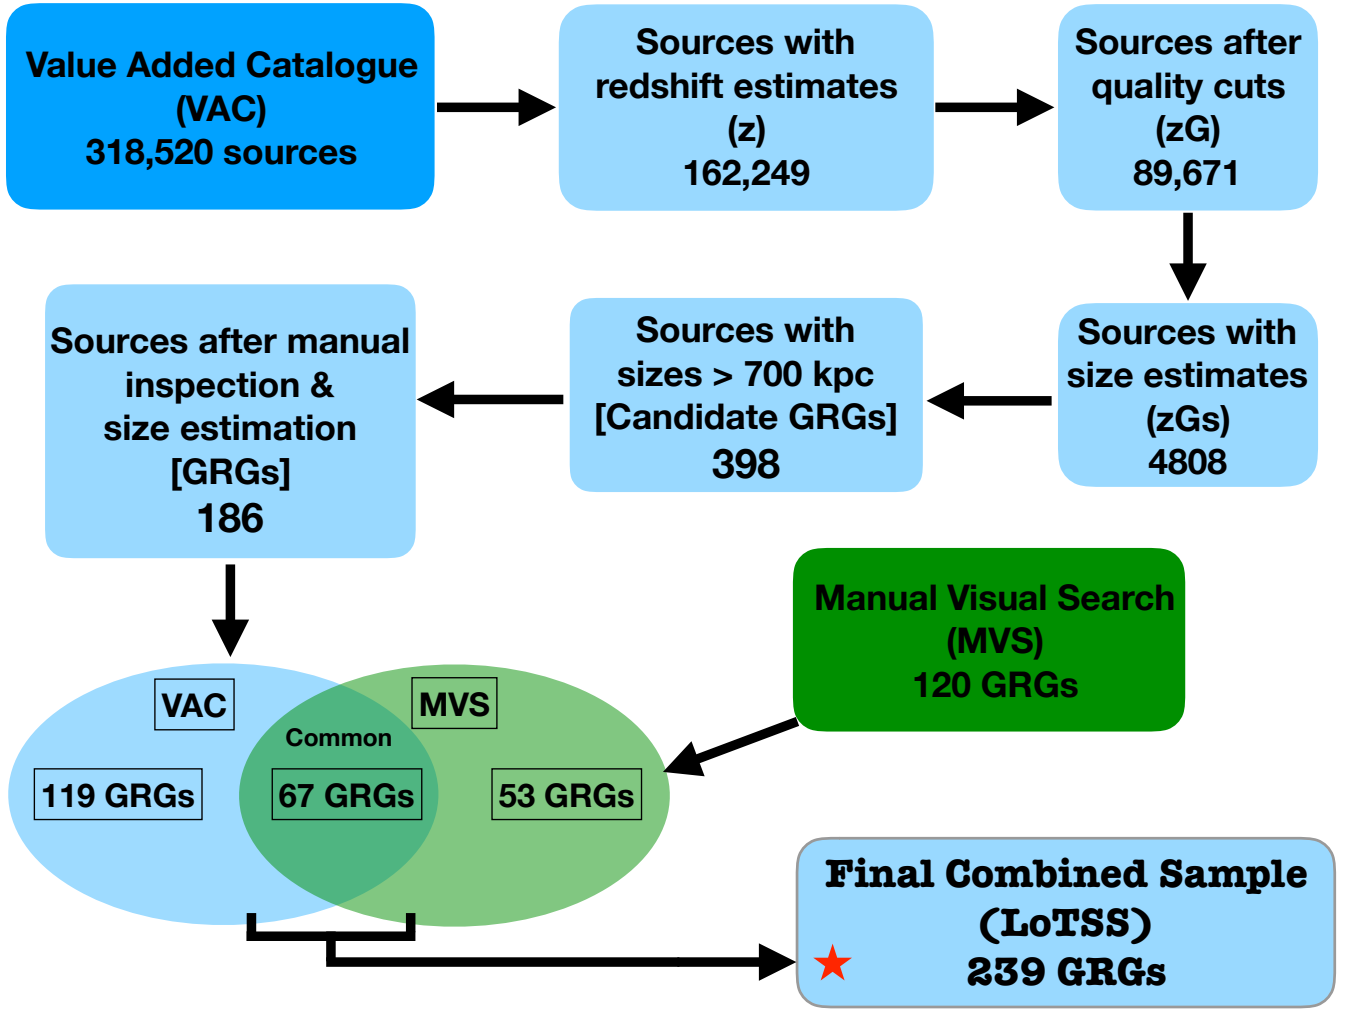 Value Added Catalogue
(VAC)
318,520 sources
Sources with
redshift estimates
(z)
162,249
Sources after
quality cuts
(zG)
89,671
Sources with
size estimates
(zGs)
4808
Sources with
sizes > 700 kpc
[Candidate GRGs]
398
Sources after manual
inspection &
size estimation
[GRGs]
186
Manual Visual Search
(MVS)
120 GRGs
VAC
MVS
Common
119 GRGs
67 GRGs
53 GRGs
Final Combined Sample
(LoTSS)
239 GRGs